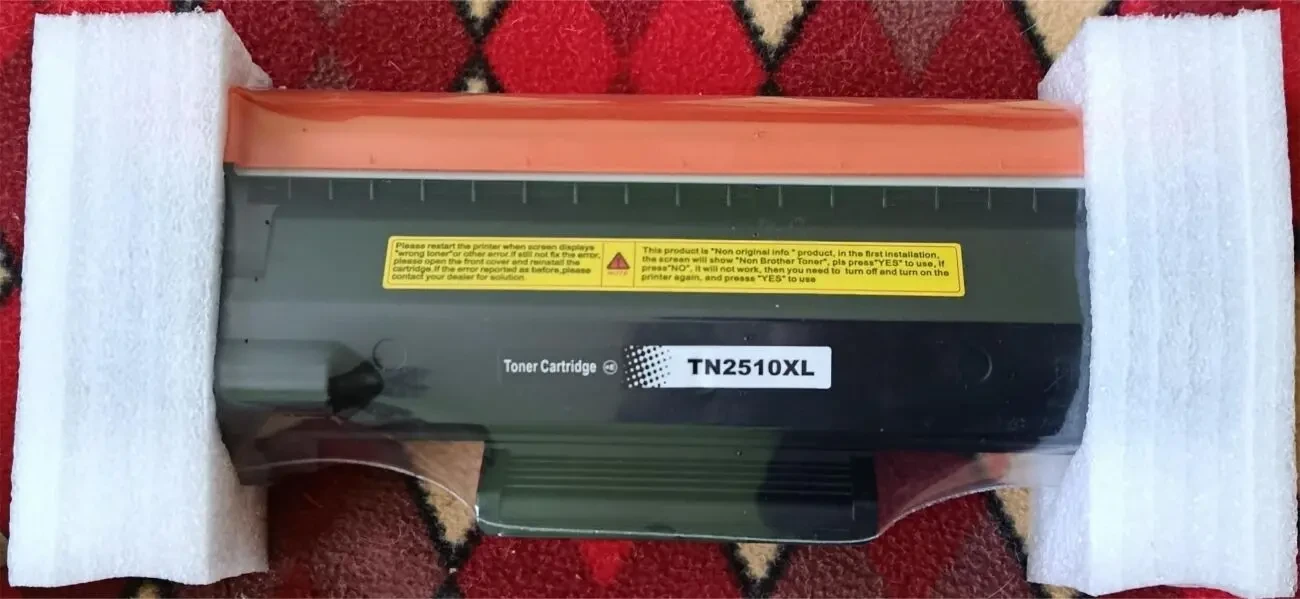 Please restart the printer when screen displays
"wrong toner"or other error.If still not fix the error,
please open the front cover and reinstall the
cartridge.If the error reported as before,please
contact your dealer for solution.
NOTE
This product is "Non original info " product, in the first installation,
the screen will show "Non Brother Toner", pls press"YES" to use, if
press"NO", it will not work, then you need to turn off and turn on the
printer again, and presss "YES" to use
Toner Cartridge
TN2510XL